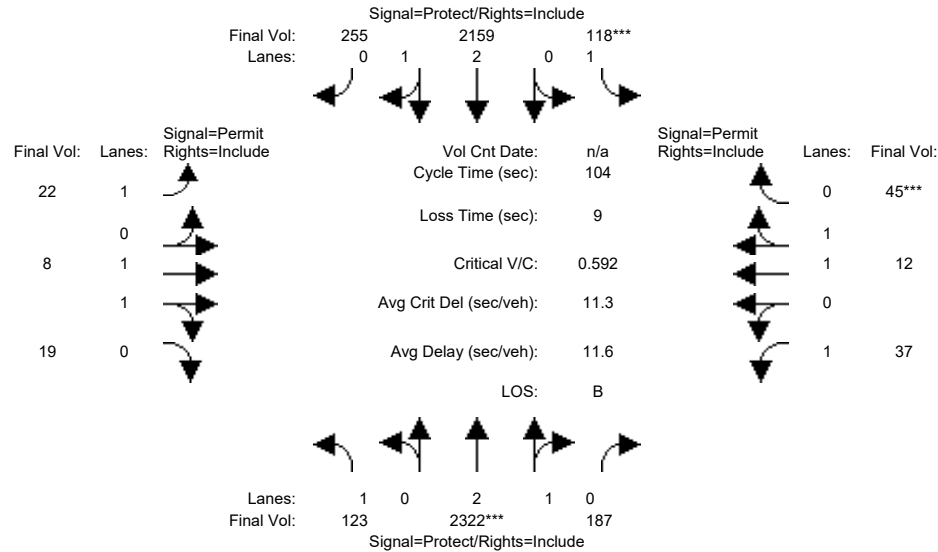 Signal=Protect/Rights=Include
Final Vol: 255 2159 118***
Lanes: 0 1 2 0 1
Signal=Permit Signal=Permit
Final Vol: Lanes: Rights=Include Vol Cnt Date: n/a Rights=Include Lanes: Final Vol:
Cycle Time (sec): 104
22 1 0 45***
Loss Time (sec): 9
0 1
8 1 Critical V/C: 0.592 1 12
1 Avg Crit Del (sec/veh): 11.3 0
19 0 Avg Delay (sec/veh): 11.6 1 37
LOS: B
Lanes: 1 0 2 1 0
Final Vol: 123 2322*** 187
Signal=Protect/Rights=Include